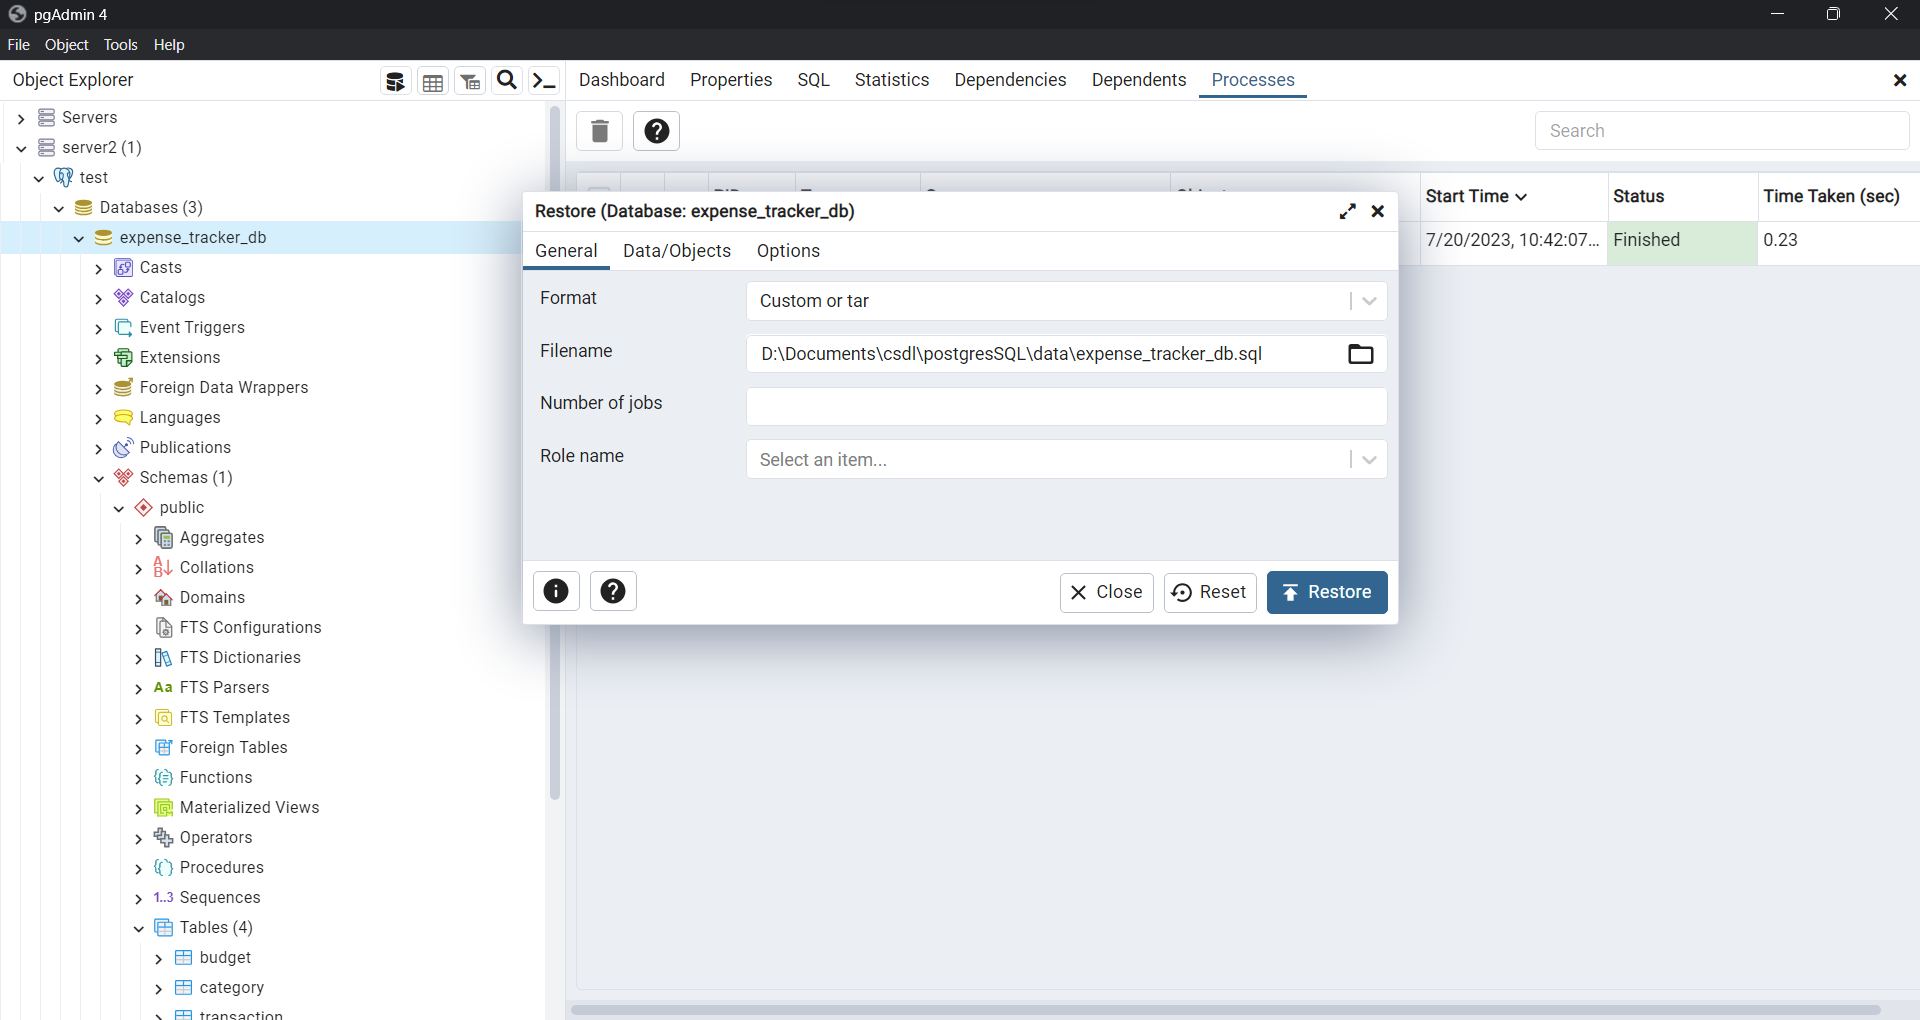 pgAdmin 4
File Object Tools Help
Object Explorer
Dashboard Properties SQL Statistics Dependencies Dependents Processes
Servers
server2 (1)
test
Databases (3)
expense_tracker_db
Casts
Catalogs
Event Triggers
Extensions
Foreign Data Wrappers
Languages
Publications
Schemas (1)
public
Aggregates
Collations
Domains
FTS Configurations
FTS Dictionaries
Aa FTS Parsers
FTS Templates
Foreign Tables
Functions
Materialized Views
Operators
Procedures
1..3 Sequences
Tables (4)
budget
category
transaction
Search
Start Time Status Time Taken (sec)
7/20/2023, 10:42:07... Finished 0.23
Restore (Database: expense_tracker_db)
General Data/Objects Options
Format Custom or tar
Filename D:\Documents\csdl\postgresSQL\data\expense_tracker_db.sql
Number of jobs
Role name Select an item...
Close Reset Restore